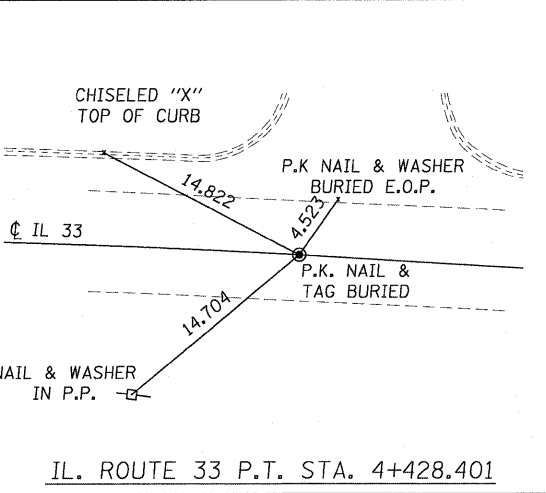 CHISELED "X"
TOP OF CURB
P.K NAIL & WASHER
BURIED E.O.P.
14.822
4.523
℄ IL 33
P.K. NAIL &
TAG BURIED
14.704
NAIL & WASHER
IN P.P.
IL. ROUTE 33 P.T. STA. 4+428.401